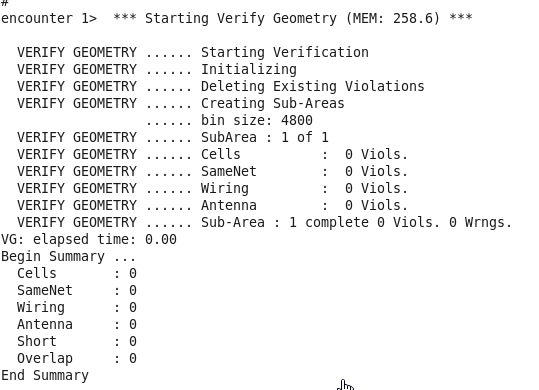 #
encounter 1>  *** Starting Verify Geometry (MEM: 258.6) ***
  VERIFY GEOMETRY ...... Starting Verification
  VERIFY GEOMETRY ...... Initializing
  VERIFY GEOMETRY ...... Deleting Existing Violations
  VERIFY GEOMETRY ...... Creating Sub-Areas
                  ...... bin size: 4800
  VERIFY GEOMETRY ...... SubArea : 1 of 1
  VERIFY GEOMETRY ...... Cells          :  0 Viols.
  VERIFY GEOMETRY ...... SameNet        :  0 Viols.
  VERIFY GEOMETRY ...... Wiring         :  0 Viols.
  VERIFY GEOMETRY ...... Antenna        :  0 Viols.
  VERIFY GEOMETRY ...... Sub-Area : 1 complete 0 Viols. 0 Wrngs.
VG: elapsed time: 0.00
Begin Summary ...
  Cells       : 0
  SameNet     : 0
  Wiring      : 0
  Antenna     : 0
  Short       : 0
  Overlap     : 0
End Summary